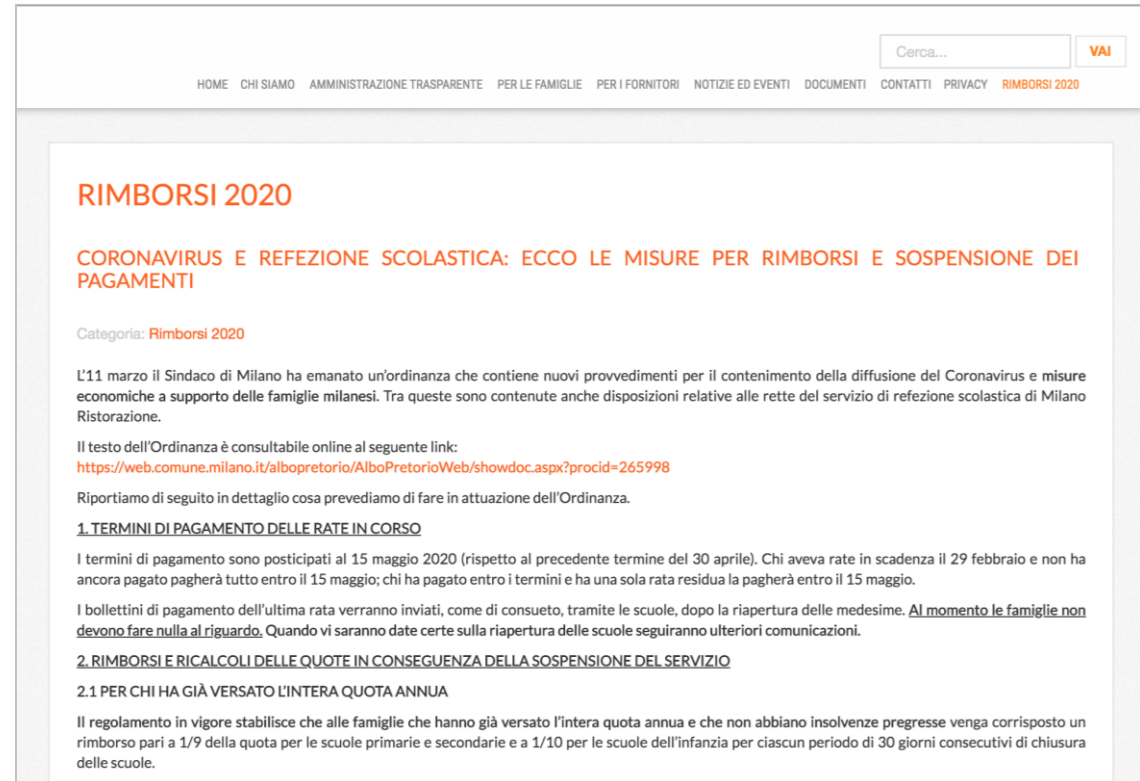 Cerca...
VAI
HOME CHI SIAMO AMMINISTRAZIONE TRASPARENTE PER LE FAMIGLIE PER I FORNITORI NOTIZIE ED EVENTI DOCUMENTI CONTATTI PRIVACY RIMBORSI 2020
RIMBORSI 2020
CORONAVIRUS E REFEZIONE SCOLASTICA: ECCO LE MISURE PER RIMBORSI E SOSPENSIONE DEI
PAGAMENTI
Categoria: Rimborsi 2020
L'11 marzo il Sindaco di Milano ha emanato un'ordinanza che contiene nuovi provvedimenti per il contenimento della diffusione del Coronavirus e misure
economiche a supporto delle famiglie milanesi. Tra queste sono contenute anche disposizioni relative alle rette del servizio di refezione scolastica di Milano
Ristorazione.
Il testo dell'Ordinanza è consultabile online al seguente link:
https://web.comune.milano.it/albopretorio/AlboPretorioWeb/showdoc.aspx?procid=265998
Riportiamo di seguito in dettaglio cosa prevediamo di fare in attuazione dell'Ordinanza.
1. TERMINI DI PAGAMENTO DELLE RATE IN CORSO
I termini di pagamento sono posticipati al 15 maggio 2020 (rispetto al precedente termine del 30 aprile). Chi aveva rate in scadenza il 29 febbraio e non ha
ancora pagato pagherà tutto entro il 15 maggio; chi ha pagato entro i termini e ha una sola rata residua la pagherà entro il 15 maggio.
I bollettini di pagamento dell'ultima rata verranno inviati, come di consueto, tramite le scuole, dopo la riapertura delle medesime. Al momento le famiglie non
devono fare nulla al riguardo. Quando vi saranno date certe sulla riapertura delle scuole seguiranno ulteriori comunicazioni.
2. RIMBORSI E RICALCOLI DELLE QUOTE IN CONSEGUENZA DELLA SOSPENSIONE DEL SERVIZIO
2.1 PER CHI HA GIÀ VERSATO L'INTERA QUOTA ANNUA
Il regolamento in vigore stabilisce che alle famiglie che hanno già versato l'intera quota annua e che non abbiano insolvenze pregresse venga corrisposto un
rimborso pari a 1/9 della quota per le scuole primarie e secondarie e a 1/10 per le scuole dell'infanzia per ciascun periodo di 30 giorni consecutivi di chiusura
delle scuole.